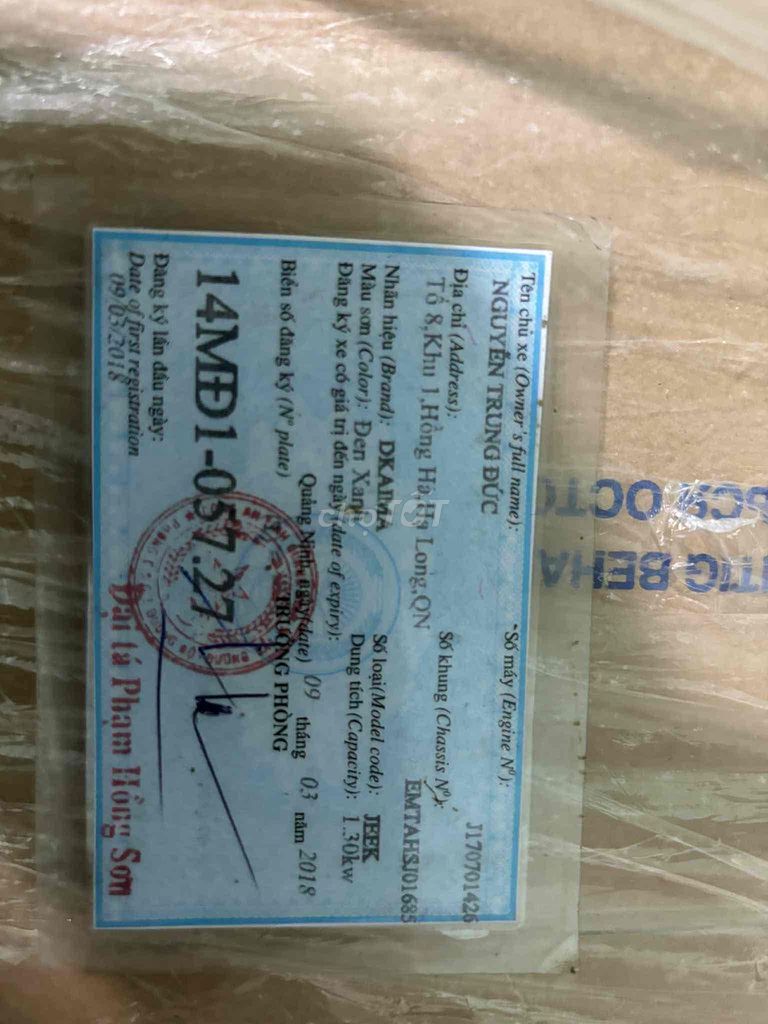 Tên chủ xe (Owner's full name):
NGUYỄN TRUNG ĐỨC
Số máy (Engine Nº):
J170701426
Địa chỉ (Address):
Tổ 8,Khu 1,Hồng Hà,Hạ Long,QN
Số khung (Chassis Nº):
EMTAHSJ01685
Nhãn hiệu (Brand): DKAIMA
Số loại(Model code): JEEK
Màu sơn (Color): Đen Xanh
Dung tích (Capacity): 1.30kw
Đăng ký xe có giá trị đến ngày(date of expiry):
Biển số đăng ký (Nº plate)
Quảng Ninh, ngày(date) 09 tháng 03 năm 2018
TRƯỞNG PHÒNG
14MĐ1-057.27
Đăng ký lần đầu ngày:
Date of first registration
09/03/2018
Đại tá Phạm Hồng Sơn
chợTỐT